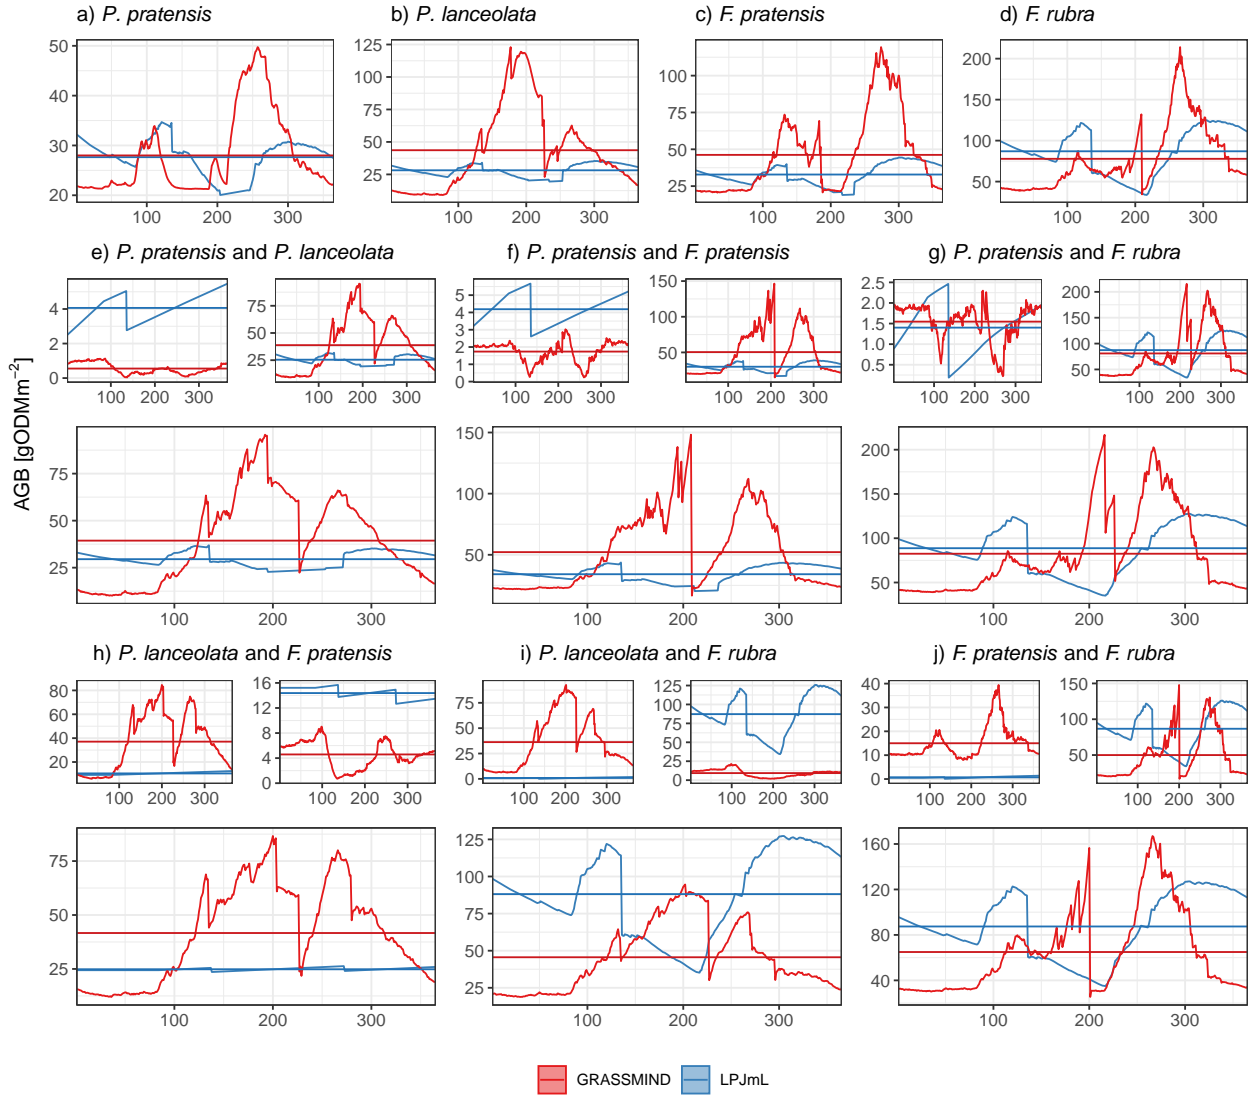 a) P. pratensis
b) P. lanceolata
c) F. pratensis
d) F. rubra
50
40
30
20
100 200 300
125
100
75
50
25
100 200 300
100
75
50
25
100 200 300
200
150
100
50
100 200 300
e) P. pratensis and P. lanceolata
f) P. pratensis and F. pratensis
g) P. pratensis and F. rubra
4
2
0
100 200 300
75
50
25
100 200 300
5
4
3
2
1
0
100 200 300
150
100
50
100 200 300
2.5
2.0
1.5
1.0
0.5
100 200 300
200
150
100
50
100 200 300
AGB [gODMm−2]
75
50
25
100 200 300
150
100
50
100 200 300
200
150
100
50
100 200 300
h) P. lanceolata and F. pratensis
i) P. lanceolata and F. rubra
j) F. pratensis and F. rubra
80
60
40
20
100 200 300
16
12
8
4
0
100 200 300
75
50
25
0
100 200 300
125
100
75
50
25
0
100 200 300
40
30
20
10
0
100 200 300
150
100
50
0
100 200 300
75
50
25
100 200 300
125
100
75
50
25
100 200 300
160
120
80
40
100 200 300
GRASSMIND LPJmL